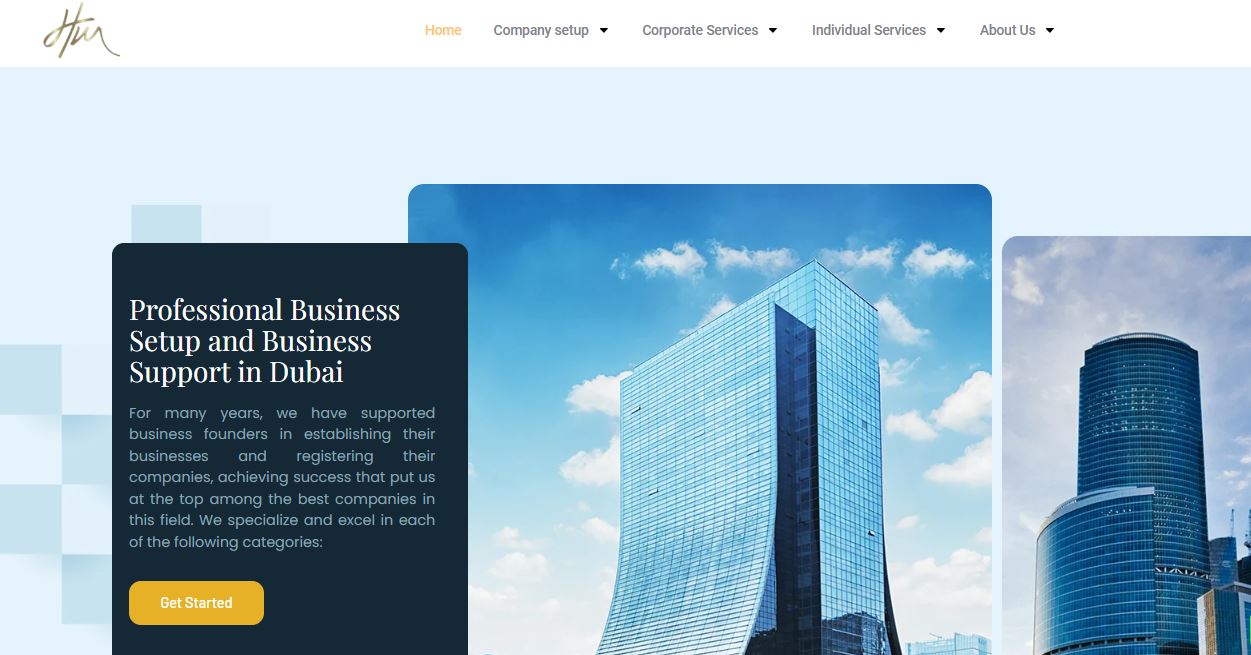 Home
Company setup
Corporate Services
Individual Services
About Us
Professional Business
Setup and Business
Support in Dubai
For many years, we have supported
business founders in establishing their
businesses and registering their
companies, achieving success that put us
at the top among the best companies in
this field. We specialize and excel in each
of the following categories:
Get Started